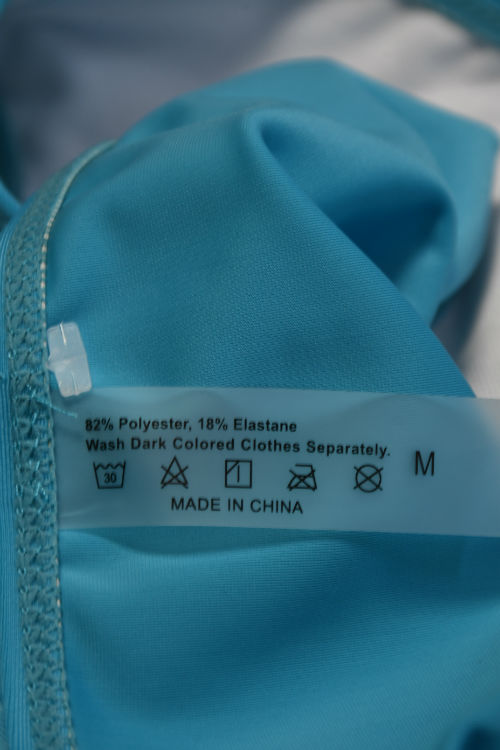 82% Polyester, 18% Elastane
Wash Dark Colored Clothes Separately.
30
M
MADE IN CHINA